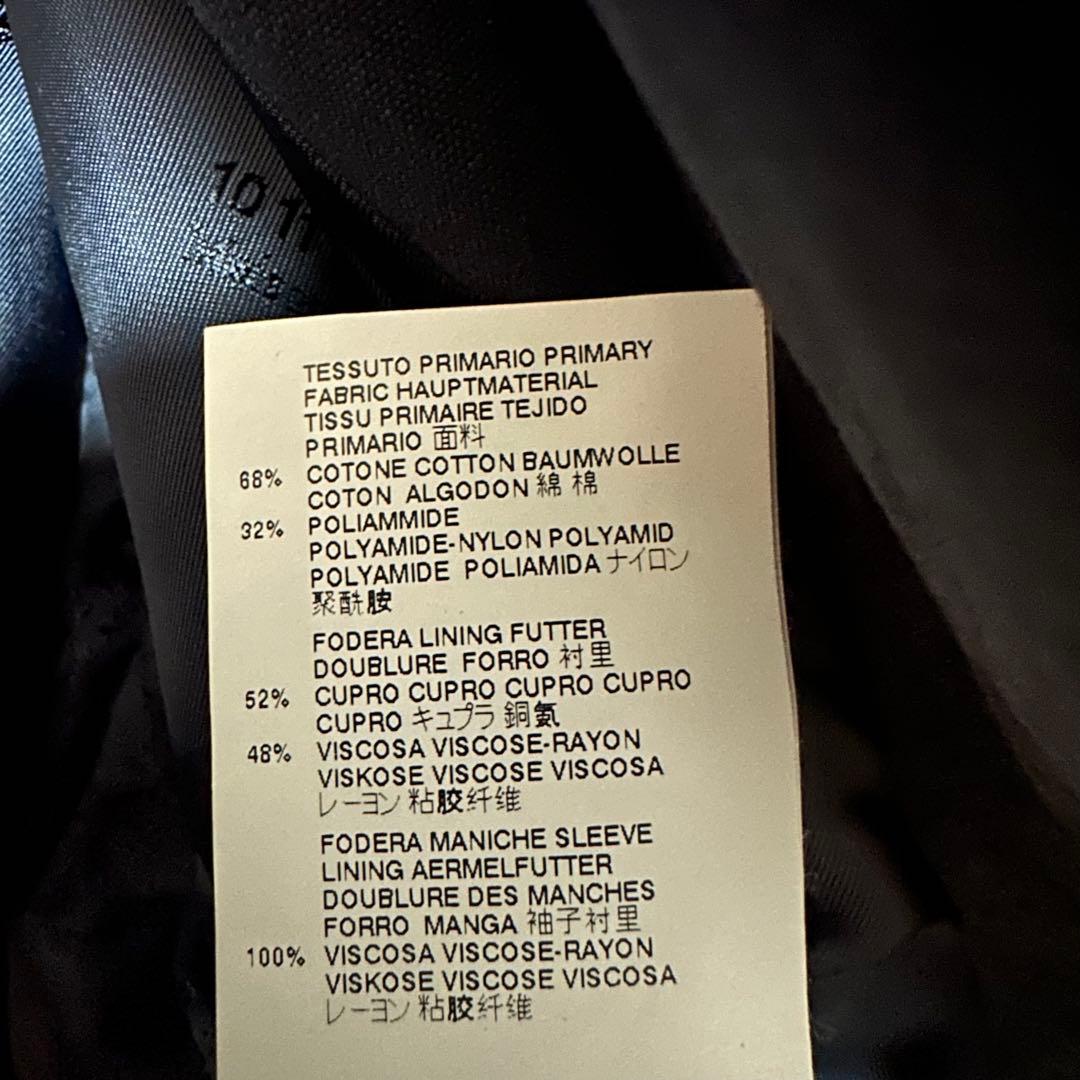 10 11
TESSUTO PRIMARIO PRIMARY
FABRIC HAUPTMATERIAL
TISSU PRIMAIRE TEJIDO
PRIMARIO 面料
68% COTONE COTTON BAUMWOLLE
COTON ALGODON 綿 棉
32% POLIAMMIDE
POLYAMIDE-NYLON POLYAMID
POLYAMIDE POLIAMIDA ナイロン
聚酰胺
FODERA LINING FUTTER
DOUBLURE FORRO 衬里
52% CUPRO CUPRO CUPRO CUPRO
CUPRO キュプラ 銅氨
48% VISCOSA VISCOSE-RAYON
VISKOSE VISCOSE VISCOSA
レーヨン 粘胶纤维
FODERA MANICHE SLEEVE
LINING AERMELFUTTER
DOUBLURE DES MANCHES
FORRO MANGA 袖子衬里
100% VISCOSA VISCOSE-RAYON
VISKOSE VISCOSE VISCOSA
レーヨン 粘胶纤维